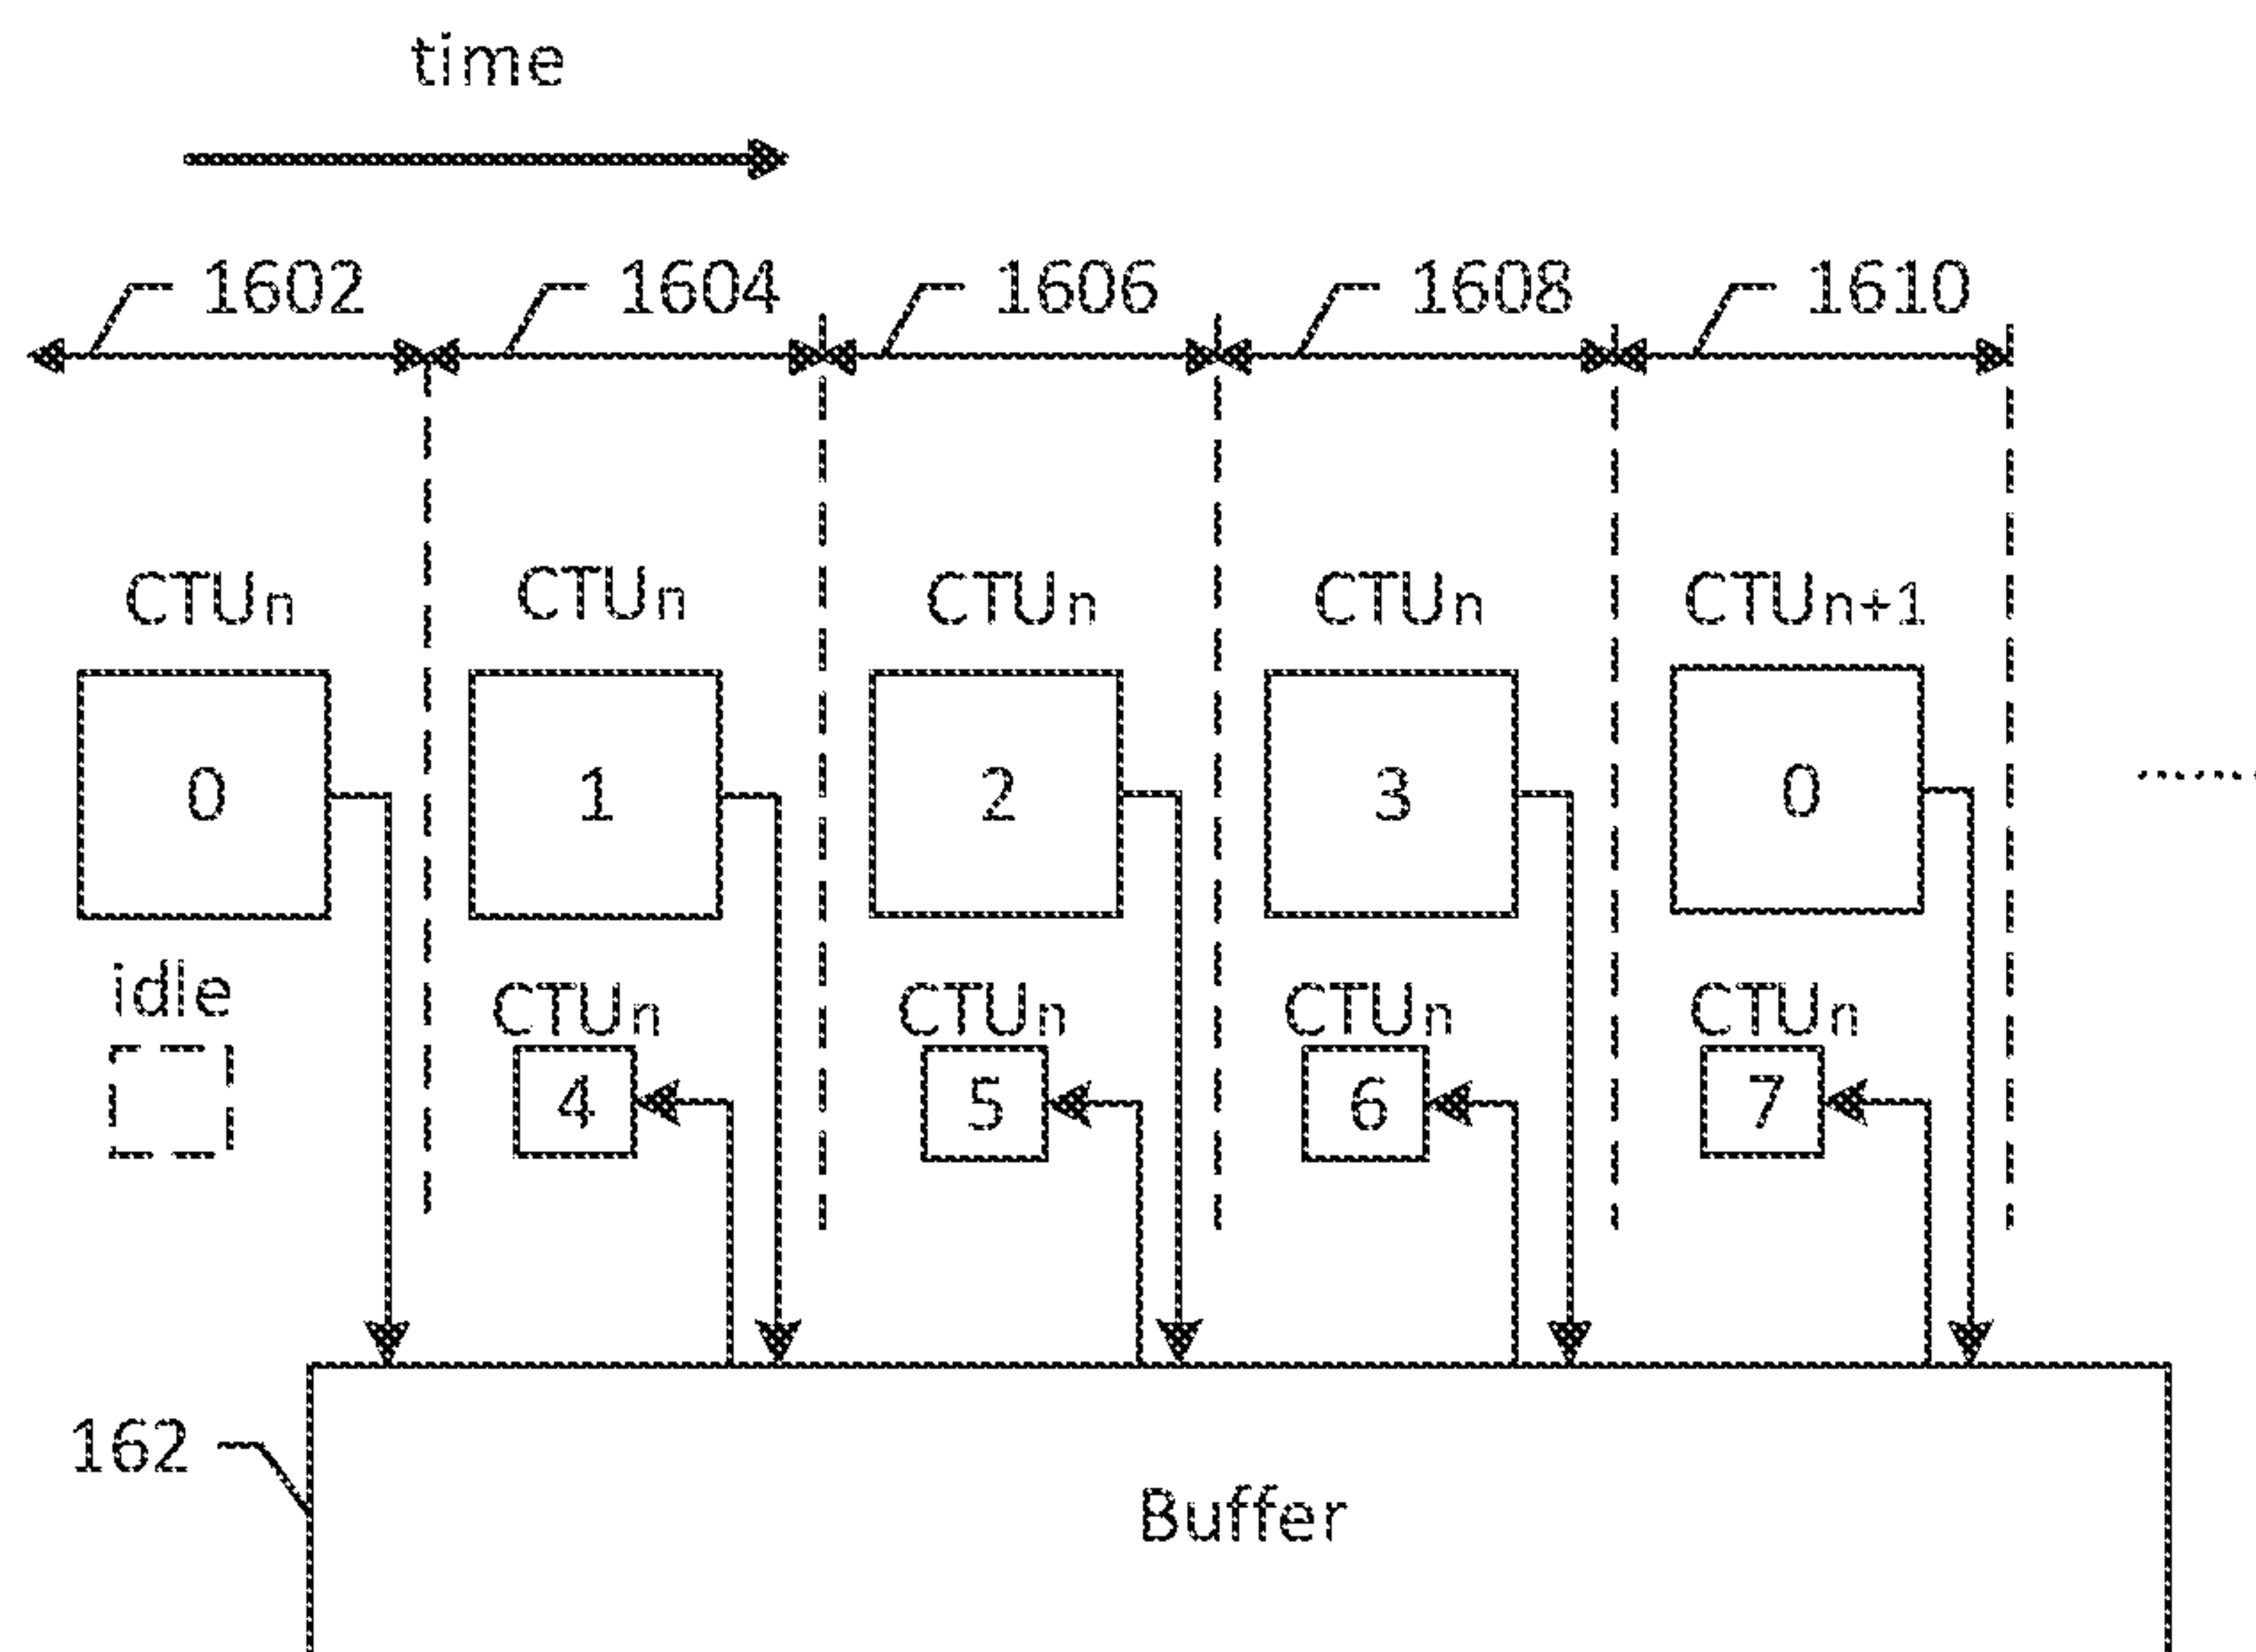 time
1602 1604 1606 1608 1610
CTUn CTUn CTUn CTUn CTUn+1
0 1 2 3 0
idle CTUn CTUn CTUn CTUn
4 5 6 7
162
Buffer